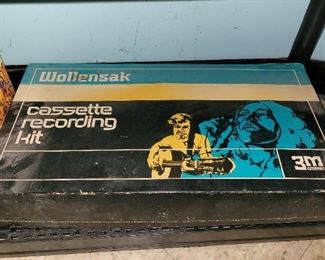 Wollensak
cassette
recording
kit
3m